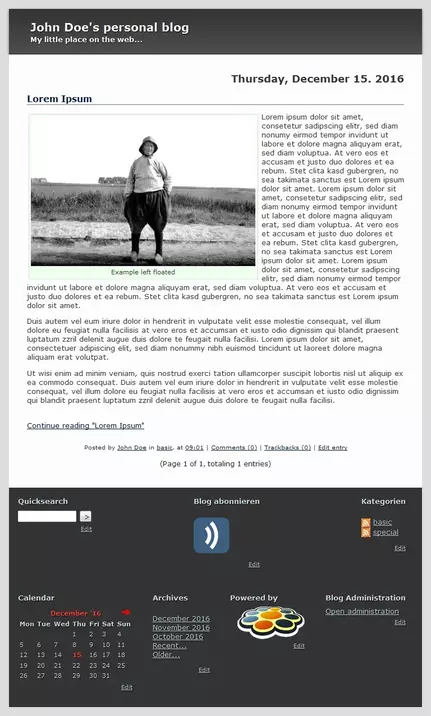 John Doe's personal blog
My little place on the web...
Thursday, December 15. 2016
Lorem Ipsum
Lorem ipsum dolor sit amet,
consetetur sadipscing elitr, sed diam
nonumy eirmod tempor invidunt ut
labore et dolore magna aliquyam erat,
sed diam voluptua. At vero eos et
accusam et justo duo dolores et ea
rebum. Stet clita kasd gubergren, no
sea takimata sanctus est Lorem ipsum
dolor sit amet. Lorem ipsum dolor sit
amet, consetetur sadipscing elitr, sed
diam nonumy eirmod tempor invidunt
ut labore et dolore magna aliquyam
erat, sed diam voluptua. At vero eos
et accusam et justo duo dolores et ea
rebum. Stet clita kasd gubergren, no
sea takimata sanctus est Lorem ipsum
dolor sit amet. Lorem ipsum dolor sit
amet, consetetur sadipscing
elitr, sed diam nonumy eirmod tempor
Example left floated
invidunt ut labore et dolore magna aliquyam erat, sed diam voluptua. At vero eos et accusam et
justo duo dolores et ea rebum. Stet clita kasd gubergren, no sea takimata sanctus est Lorem ipsum
dolor sit amet.
Duis autem vel eum iriure dolor in hendrerit in vulputate velit esse molestie consequat, vel illum
dolore eu feugiat nulla facilisis at vero eros et accumsan et iusto odio dignissim qui blandit praesent
luptatum zzril delenit augue duis dolore te feugait nulla facilisi. Lorem ipsum dolor sit amet,
consectetuer adipiscing elit, sed diam nonummy nibh euismod tincidunt ut laoreet dolore magna
aliquam erat volutpat.
Ut wisi enim ad minim veniam, quis nostrud exerci tation ullamcorper suscipit lobortis nisl ut aliquip ex
ea commodo consequat. Duis autem vel eum iriure dolor in hendrerit in vulputate velit esse molestie
consequat, vel illum dolore eu feugiat nulla facilisis at vero eros et accumsan et iusto odio dignissim
qui blandit praesent luptatum zzril delenit augue duis dolore te feugait nulla facilisi.
Continue reading "Lorem Ipsum"
Posted by John Doe in basic, at 09:01 | Comments (0) | Trackbacks (0) | Edit entry
(Page 1 of 1, totaling 1 entries)
Quicksearch
>
Edit
Blog abonnieren
Edit
Kategorien
basic
special
Edit
Calendar
December '16
Mon Tue Wed Thu Fri Sat Sun
1 2 3 4
5 6 7 8 9 10 11
12 13 14 15 16 17 18
19 20 21 22 23 24 25
26 27 28 29 30 31
Edit
Archives
December 2016
November 2016
October 2016
Recent...
Older...
Edit
Powered by
Edit
Blog Administration
Open administration
Edit